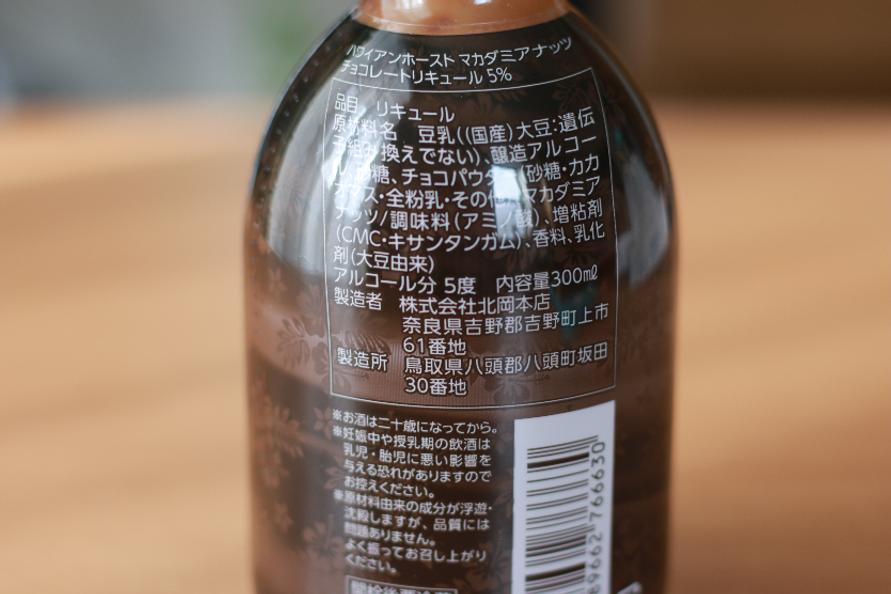 ハワイアンホースト マカダミアナッツ
チョコレートリキュール 5%
品目 リキュール
原材料名 豆乳((国産)大豆:遺伝
子組み換えでない)、醸造アルコー
ル、砂糖、チョコパウダー(砂糖・カカ
オマス・全粉乳・その他)、マカダミア
ナッツ/調味料(アミノ酸)、増粘剤
(CMC・キサンタンガム)、香料、乳化
剤(大豆由来)
アルコール分 5度 内容量300㎖
製造者 株式会社北岡本店
奈良県吉野郡吉野町上市
61番地
製造所 鳥取県八頭郡八頭町坂田
30番地
※お酒は二十歳になってから。
※妊娠中や授乳期の飲酒は
乳児・胎児に悪い影響を
与える恐れがありますので
お控えください。
※原材料由来の成分が浮遊・
沈殿しますが、品質には
問題ありません。
よく振ってお召し上がり
ください。
89662 766630